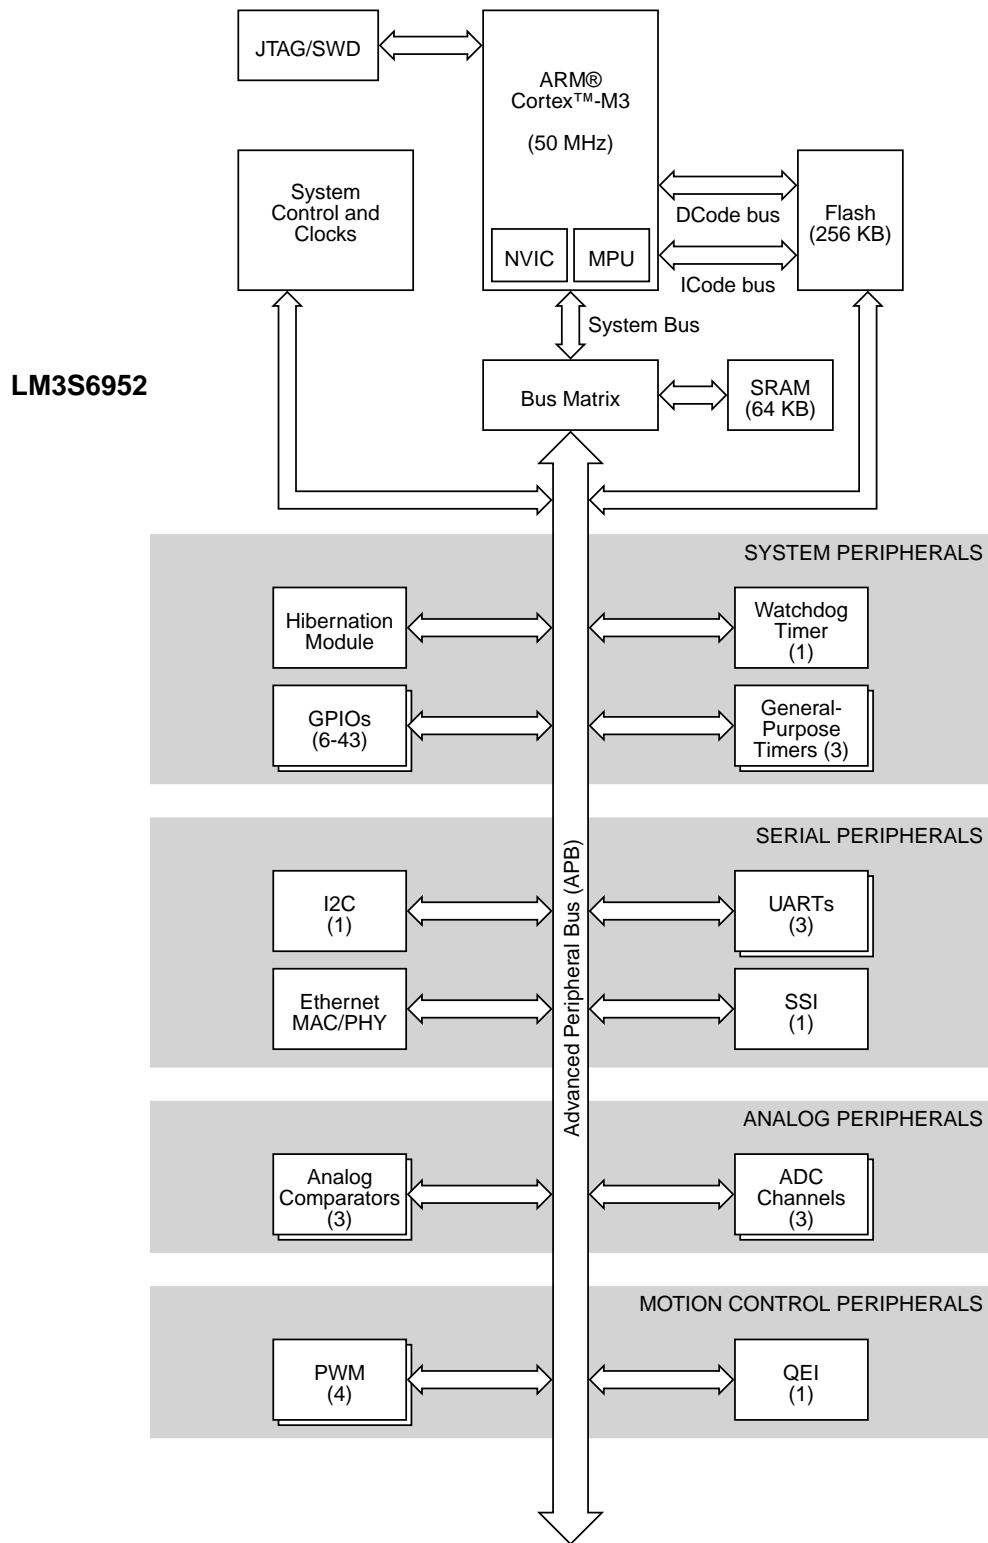 JTAG/SWD
ARM®
Cortex™-M3
(50 MHz)
System
Control and
Clocks
DCode bus
Flash
(256 KB)
NVIC
MPU
ICode bus
System Bus
LM3S6952
Bus Matrix
SRAM
(64 KB)
SYSTEM PERIPHERALS
Hibernation
Module
Watchdog
Timer
(1)
GPIOs
(6-43)
General-
Purpose
Timers (3)
Advanced Peripheral Bus (APB)
SERIAL PERIPHERALS
I2C
(1)
UARTs
(3)
Ethernet
MAC/PHY
SSI
(1)
ANALOG PERIPHERALS
Analog
Comparators
(3)
ADC
Channels
(3)
MOTION CONTROL PERIPHERALS
PWM
(4)
QEI
(1)